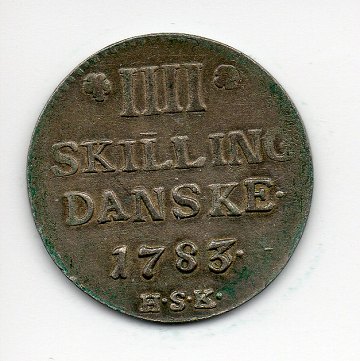 IIII
SKILLING
DANSKE·
1783·
H·S·K·